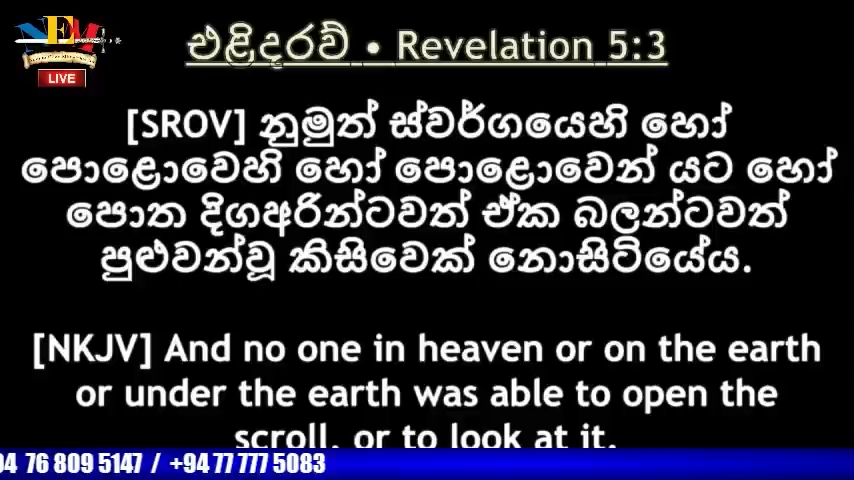 NEM
LIVE
එළිදරව් • Revelation 5:3
[SROV] නුමුත් ස්වර්ගයෙහි හෝ
පොළොවෙහි හෝ පොළොවෙන් යට හෝ
පොත දිගඅරින්ටවත් ඒක බලන්ටවත්
පුළුවන්වූ කිසිවෙක් නොසිටියේය.
[NKJV] And no one in heaven or on the earth
or under the earth was able to open the
scroll, or to look at it.
94 76 809 5147 / +94 77 777 5083